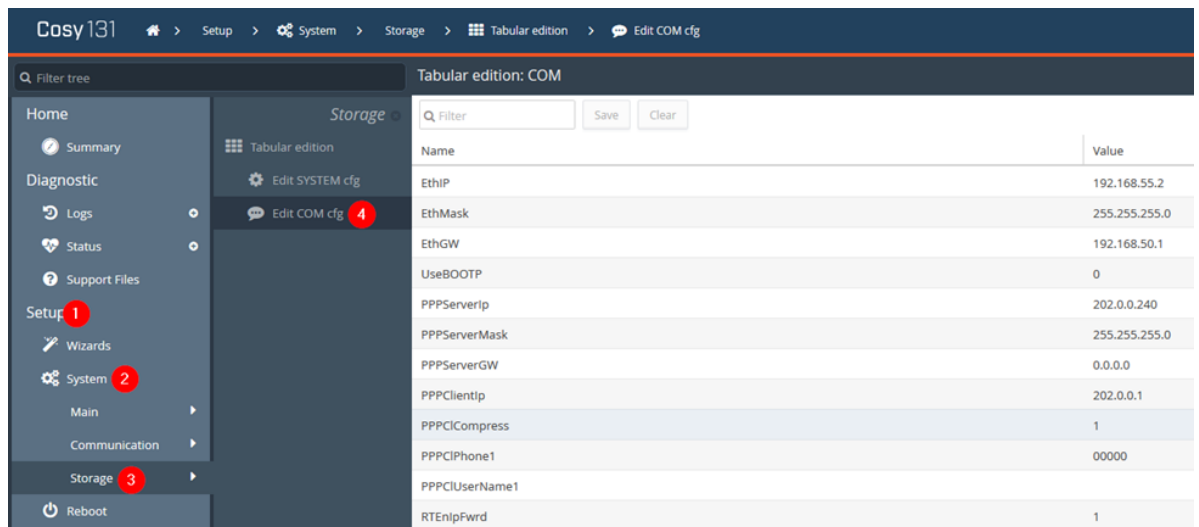 Cosy 131 > Setup > System > Storage > Tabular edition > Edit COM cfg
Filter tree
Home
Summary
Diagnostic
Logs
Status
Support Files
Setup 1
Wizards
System 2
Main
Communication
Storage 3
Reboot
Storage
Tabular edition
Edit SYSTEM cfg
Edit COM cfg 4
Tabular edition: COM
Filter Save Clear
Name Value
EthIP 192.168.55.2
EthMask 255.255.255.0
EthGW 192.168.50.1
UseBOOTP 0
PPPServerIp 202.0.0.240
PPPServerMask 255.255.255.0
PPPServerGW 0.0.0.0
PPPClientIp 202.0.0.1
PPPClCompress 1
PPPClPhone1 00000
PPPClUserName1
RTEnIpFwrd 1